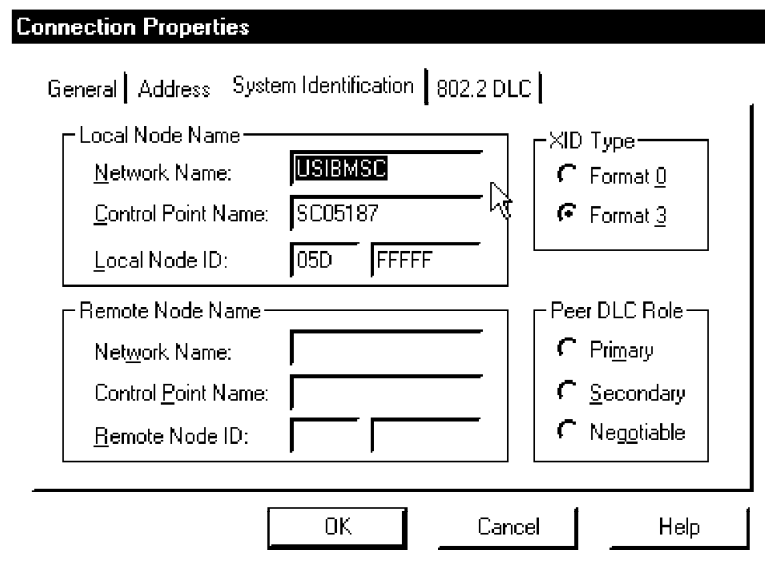 Connection Properties
General Address System Identification 802.2 DLC
Local Node Name
Network Name: USIBMSC
Control Point Name: SC05187
Local Node ID: 05D FFFFF
XID Type
Format 0
Format 3
Remote Node Name
Network Name:
Control Point Name:
Remote Node ID:
Peer DLC Role
Primary
Secondary
Negotiable
OK Cancel Help